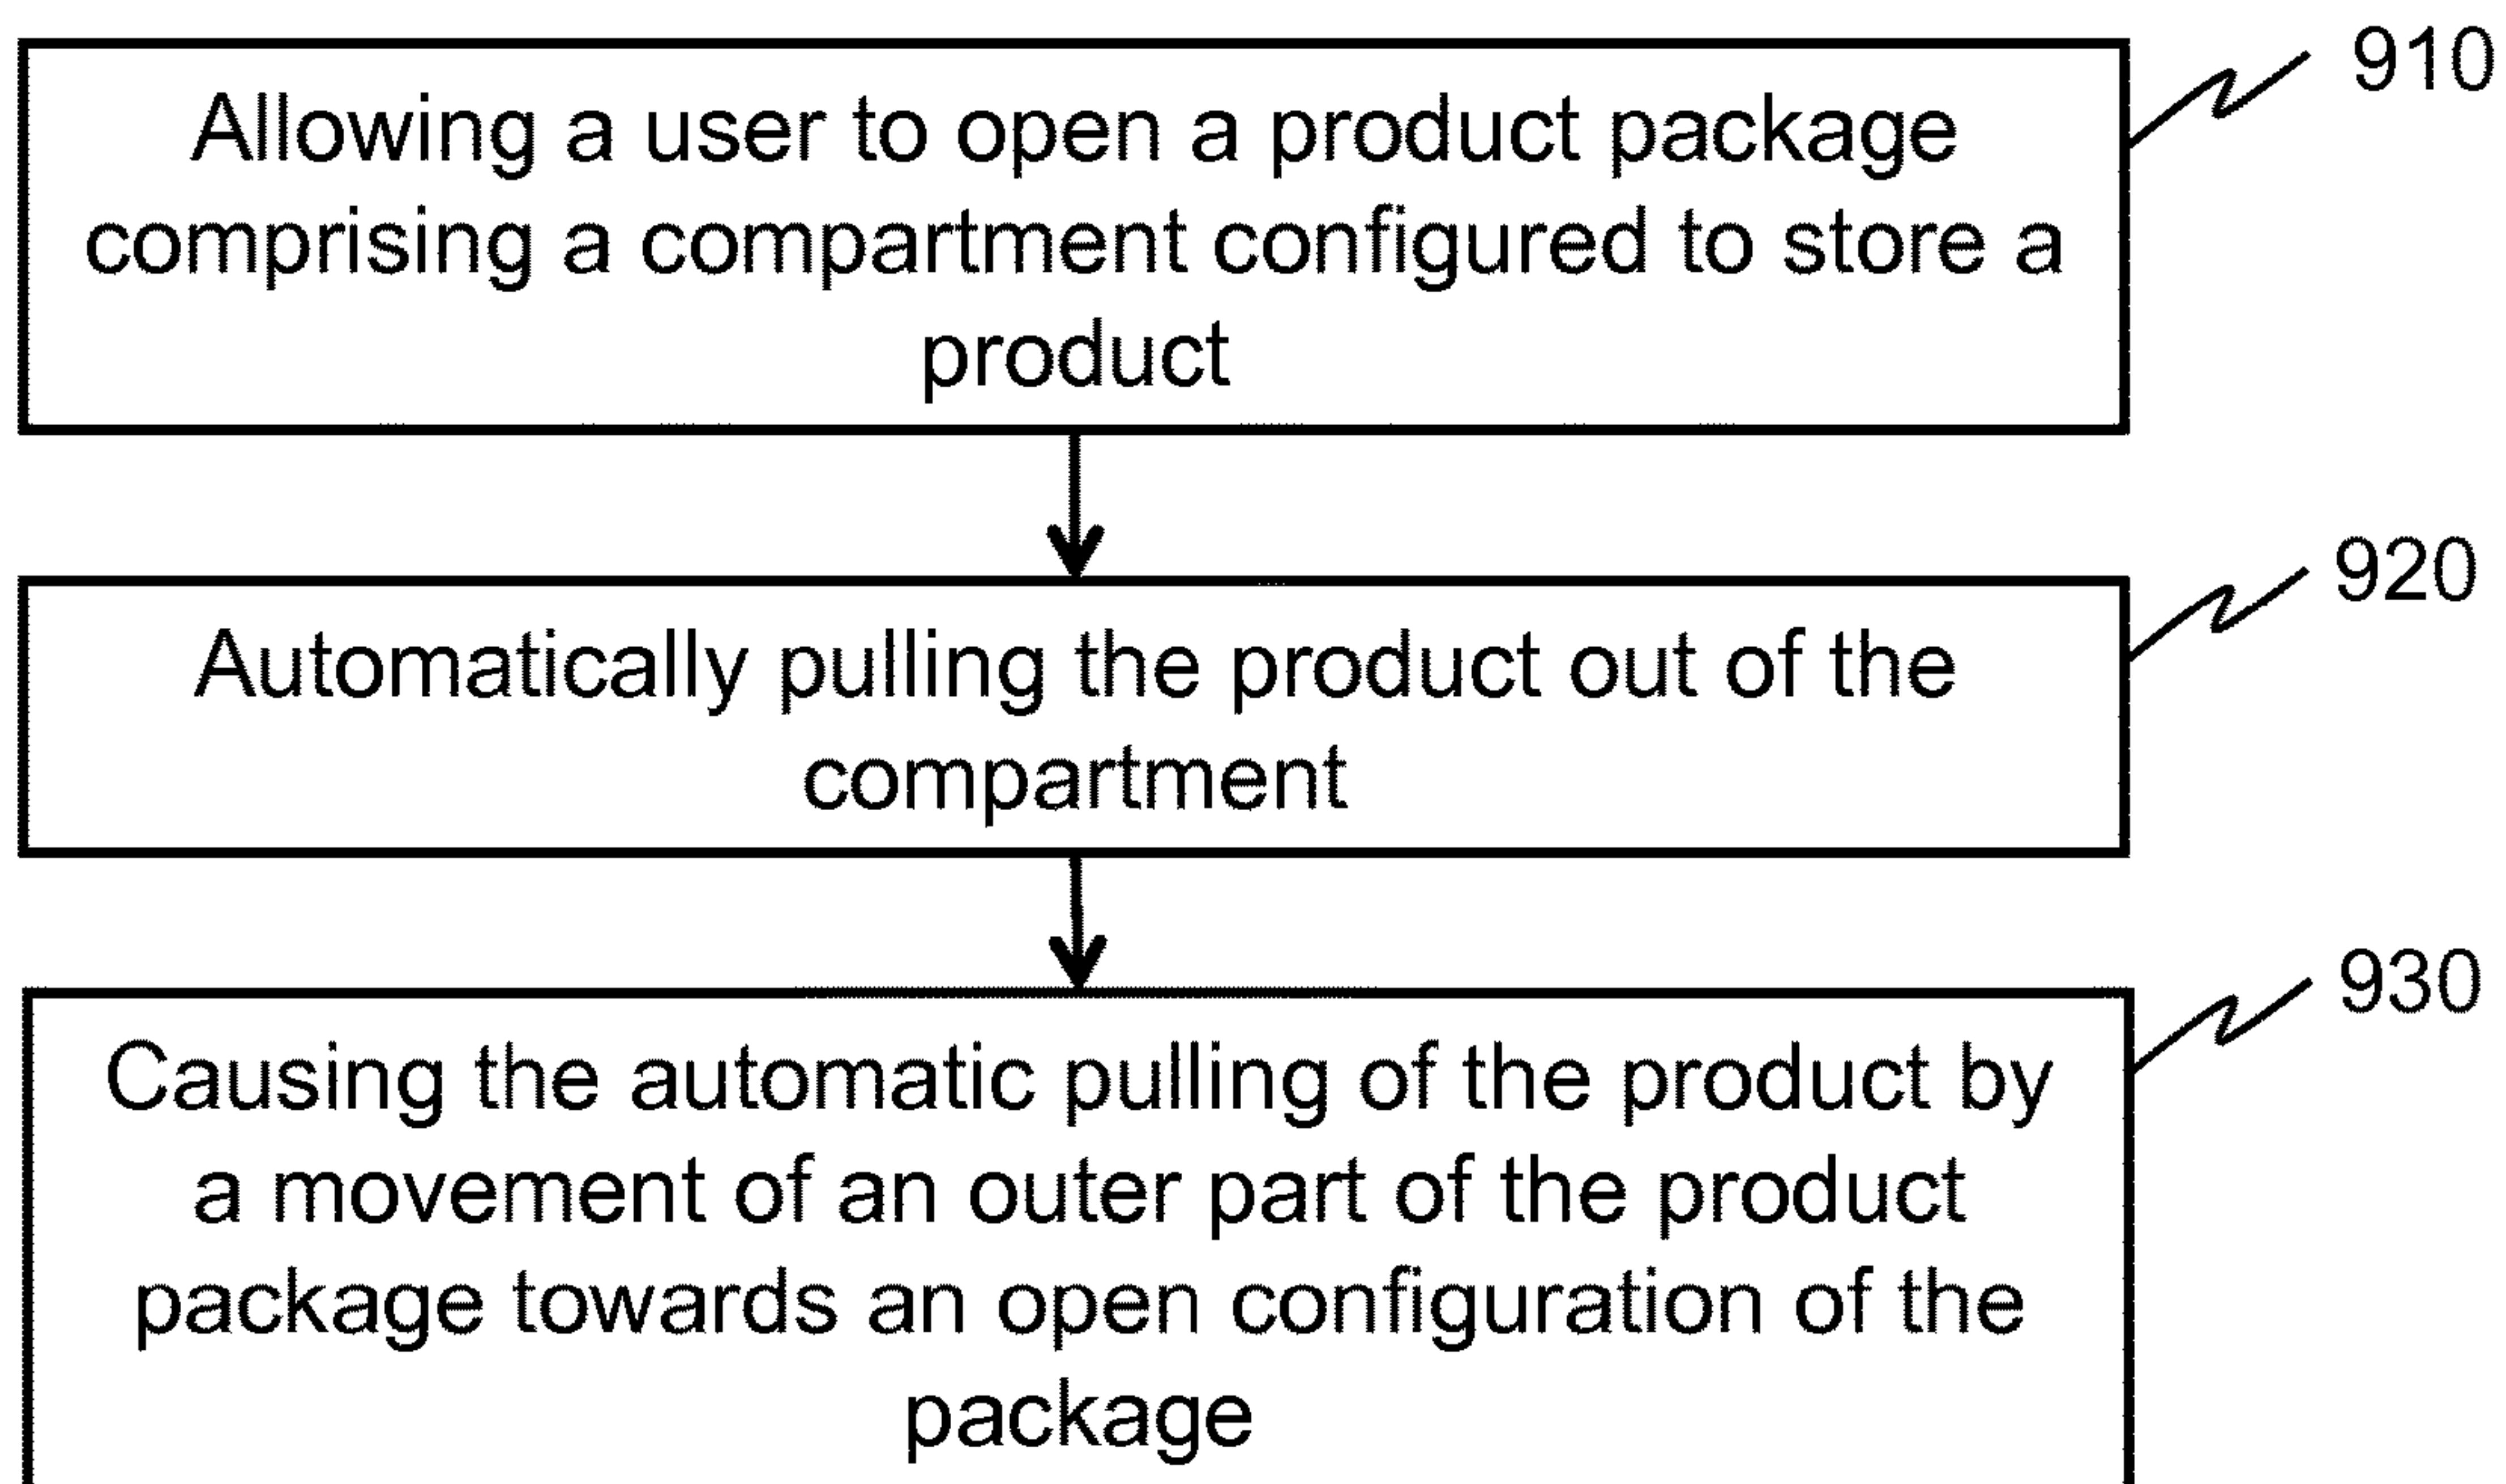 910
Allowing a user to open a product package
comprising a compartment configured to store a
product
920
Automatically pulling the product out of the
compartment
930
Causing the automatic pulling of the product by
a movement of an outer part of the product
package towards an open configuration of the
package